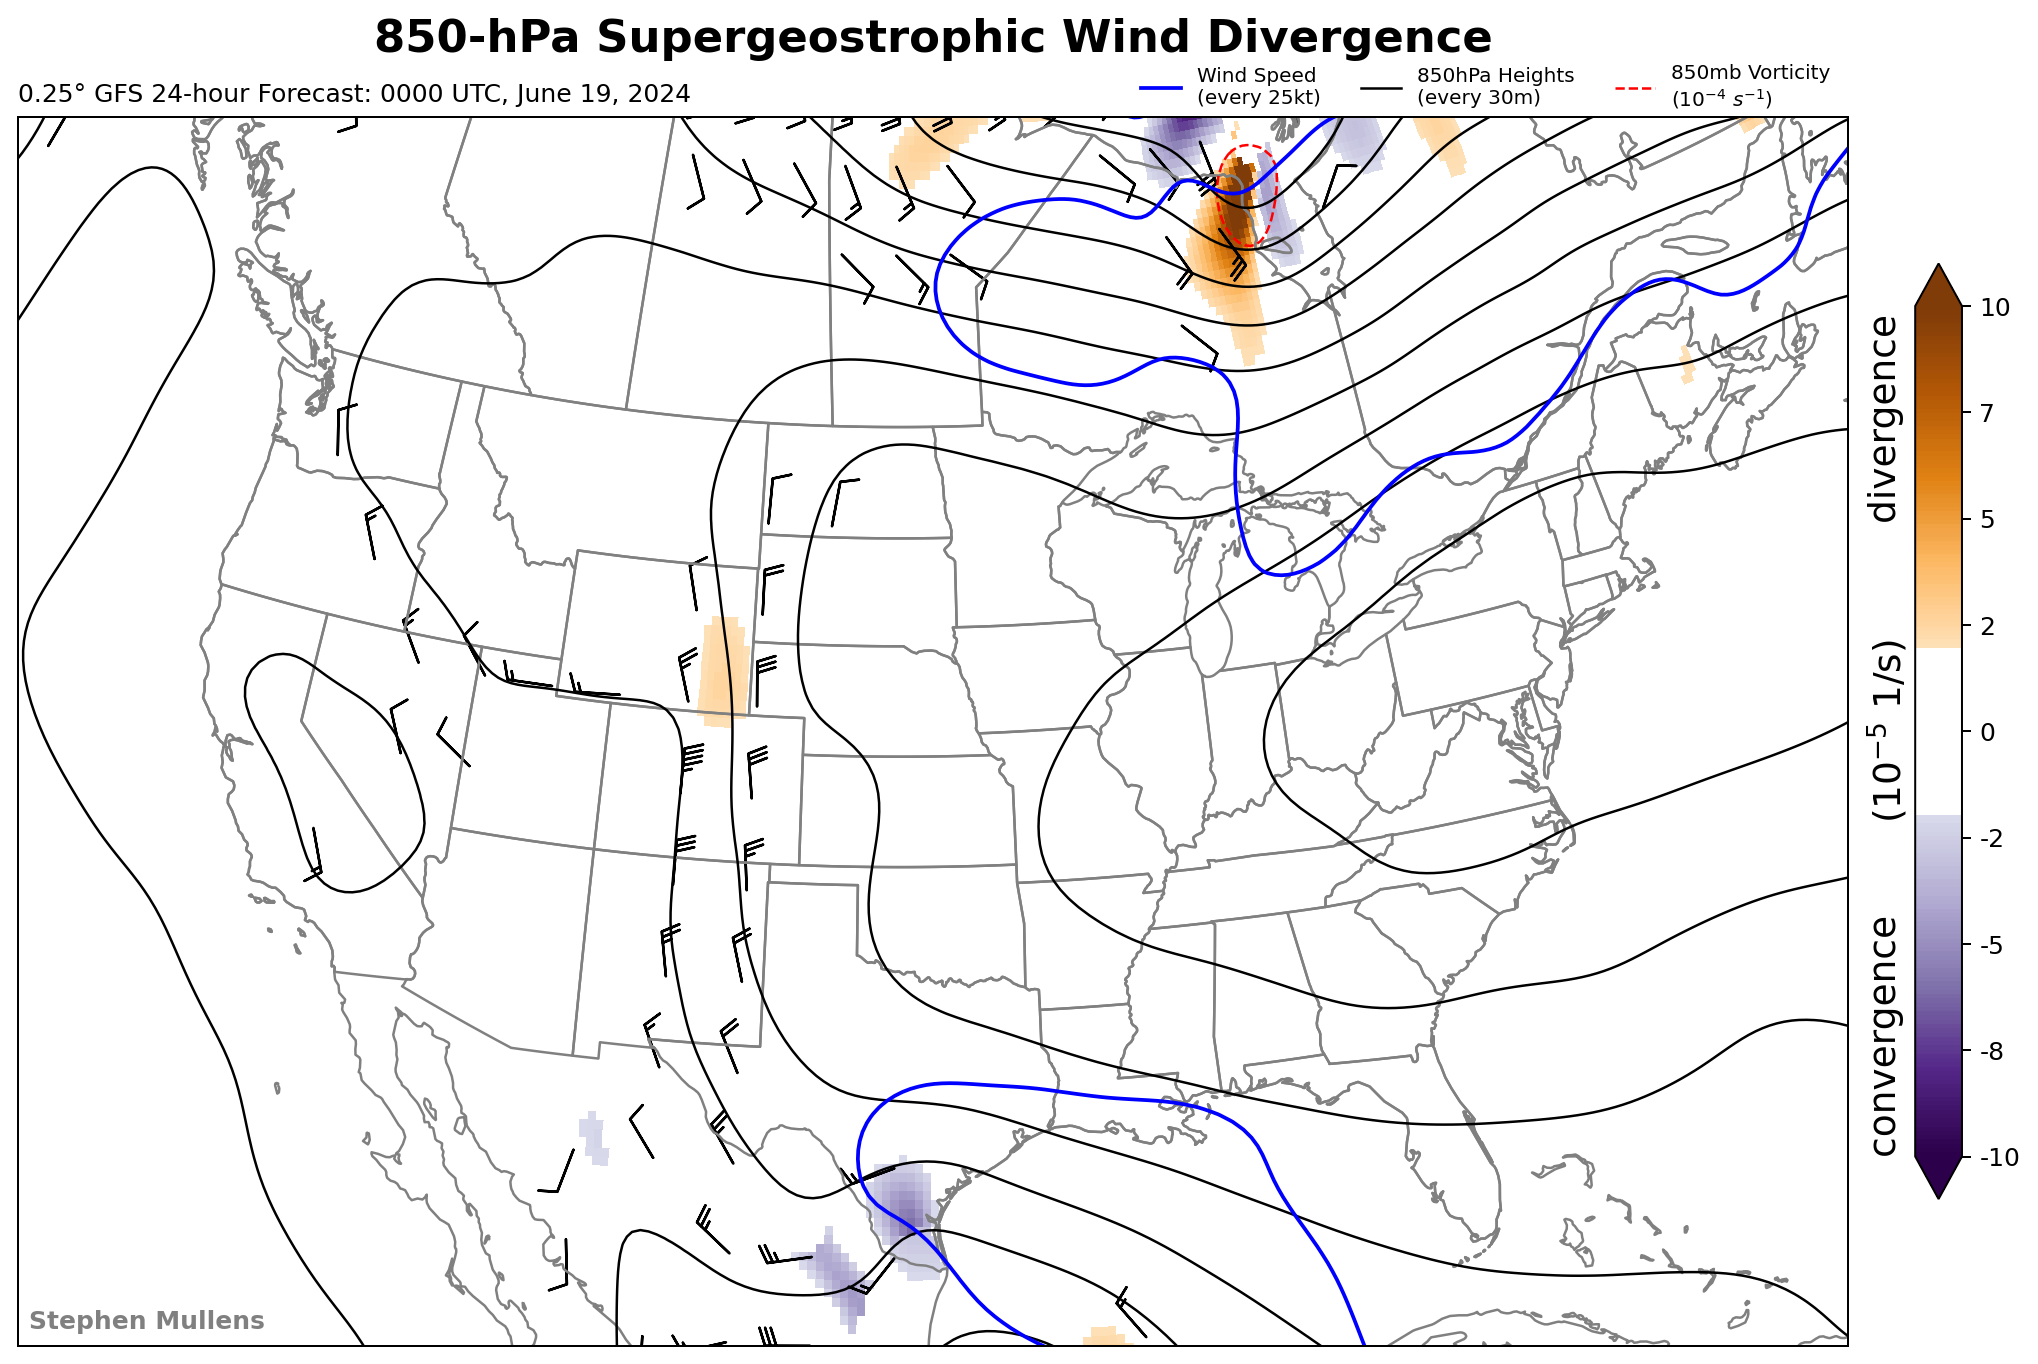 850-hPa Supergeostrophic Wind Divergence
0.25° GFS 24-hour Forecast: 0000 UTC, June 19, 2024
Wind Speed
(every 25kt)
850hPa Heights
(every 30m)
850mb Vorticity
(10⁻⁴ s⁻¹)
10
7
5
2
0
-2
-5
-8
-10
convergence (10⁻⁵ 1/s) divergence
Stephen Mullens